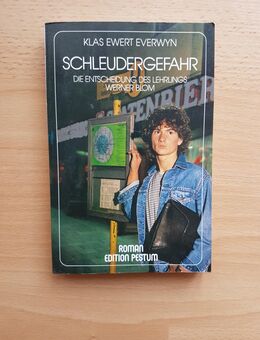 KLAS EWERT EVERWYN
SCHLEUDERGEFAHR
DIE ENTSCHEIDUNG DES LEHRLINGS
WERNER BLOM
ROMAN
EDITION PESTUM